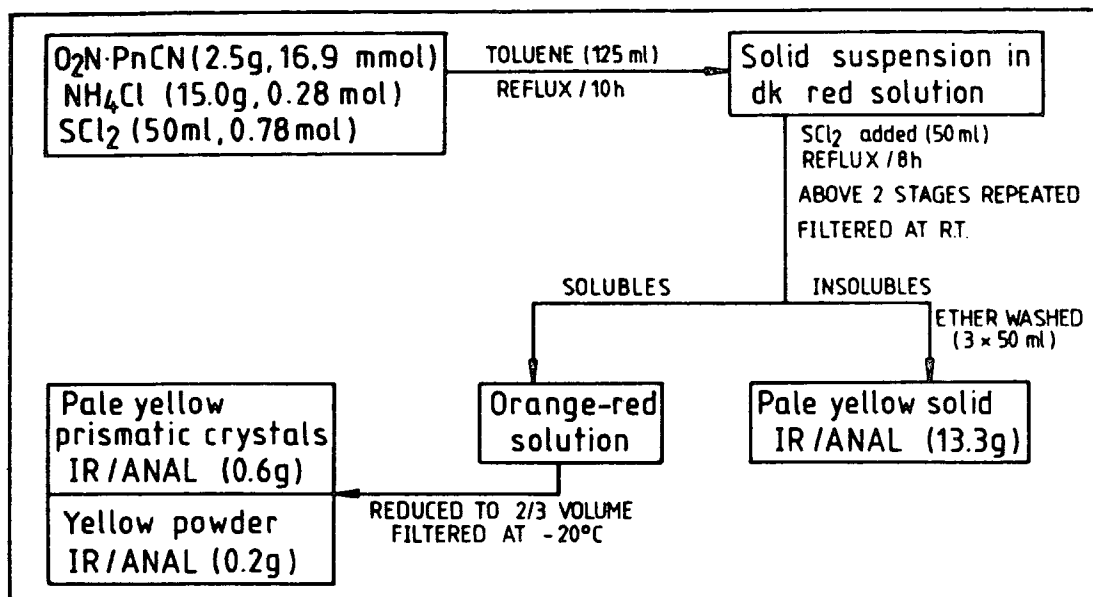 O₂N·PnCN (2.5g, 16.9 mmol)
NH₄Cl (15.0g, 0.28 mol)
SCl₂ (50ml, 0.78mol)
TOLUENE (125 ml)
REFLUX / 10h
Solid suspension in
dk red solution
SCl₂ added (50 ml)
REFLUX / 8h
ABOVE 2 STAGES REPEATED
FILTERED AT R.T.
SOLUBLES
INSOLUBLES
ETHER WASHED
(3 × 50 ml)
Pale yellow
prismatic crystals
IR/ANAL (0.6g)
Yellow powder
IR/ANAL (0.2g)
Orange-red
solution
Pale yellow solid
IR/ANAL (13.3g)
REDUCED TO 2/3 VOLUME
FILTERED AT -20°C